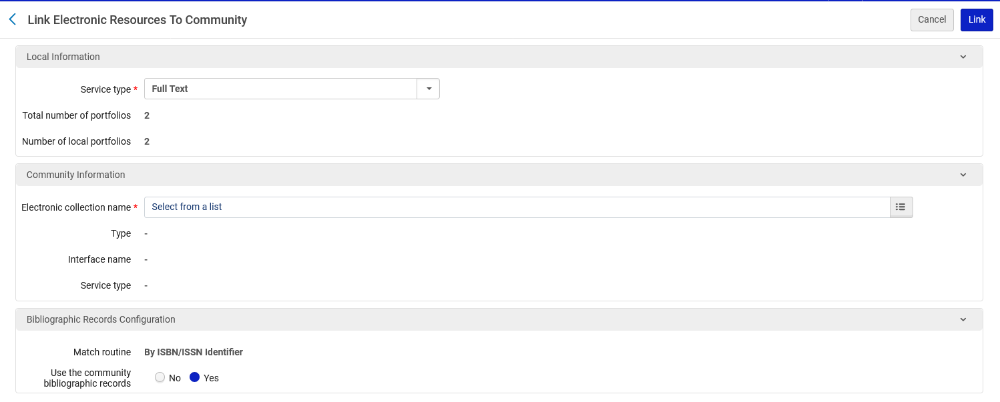 Link Electronic Resources To Community
Cancel
Link
Local Information
Service type *
Full Text
Total number of portfolios 2
Number of local portfolios 2
Community Information
Electronic collection name *
Select from a list
Type -
Interface name -
Service type -
Bibliographic Records Configuration
Match routine By ISBN/ISSN Identifier
Use the community
bibliographic records
No
Yes